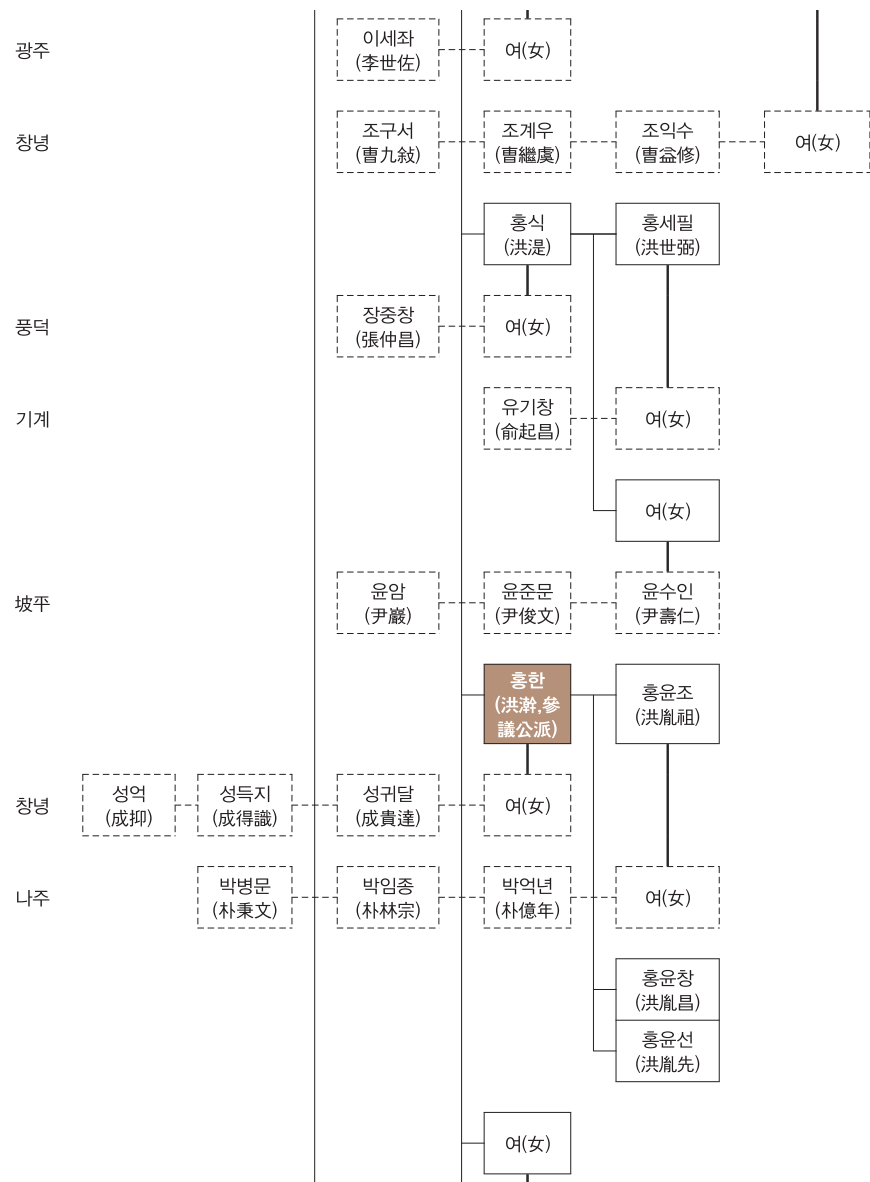 광주
이세좌
(李世佐)
여(女)
창녕
조구서
(曺九敍)
조계우
(曺繼虞)
조익수
(曺益修)
여(女)
홍식
(洪湜)
홍세필
(洪世弼)
풍덕
장중창
(張仲昌)
여(女)
기계
유기창
(俞起昌)
여(女)
여(女)
坡平
윤암
(尹巖)
윤준문
(尹俊文)
윤수인
(尹壽仁)
홍한
(洪瀚,參
議公派)
홍윤조
(洪胤祖)
창녕
성억
(成抑)
성득지
(成得識)
성귀달
(成貴達)
여(女)
나주
박병문
(朴秉文)
박임종
(朴林宗)
박억년
(朴億年)
여(女)
홍윤창
(洪胤昌)
홍윤선
(洪胤先)
여(女)